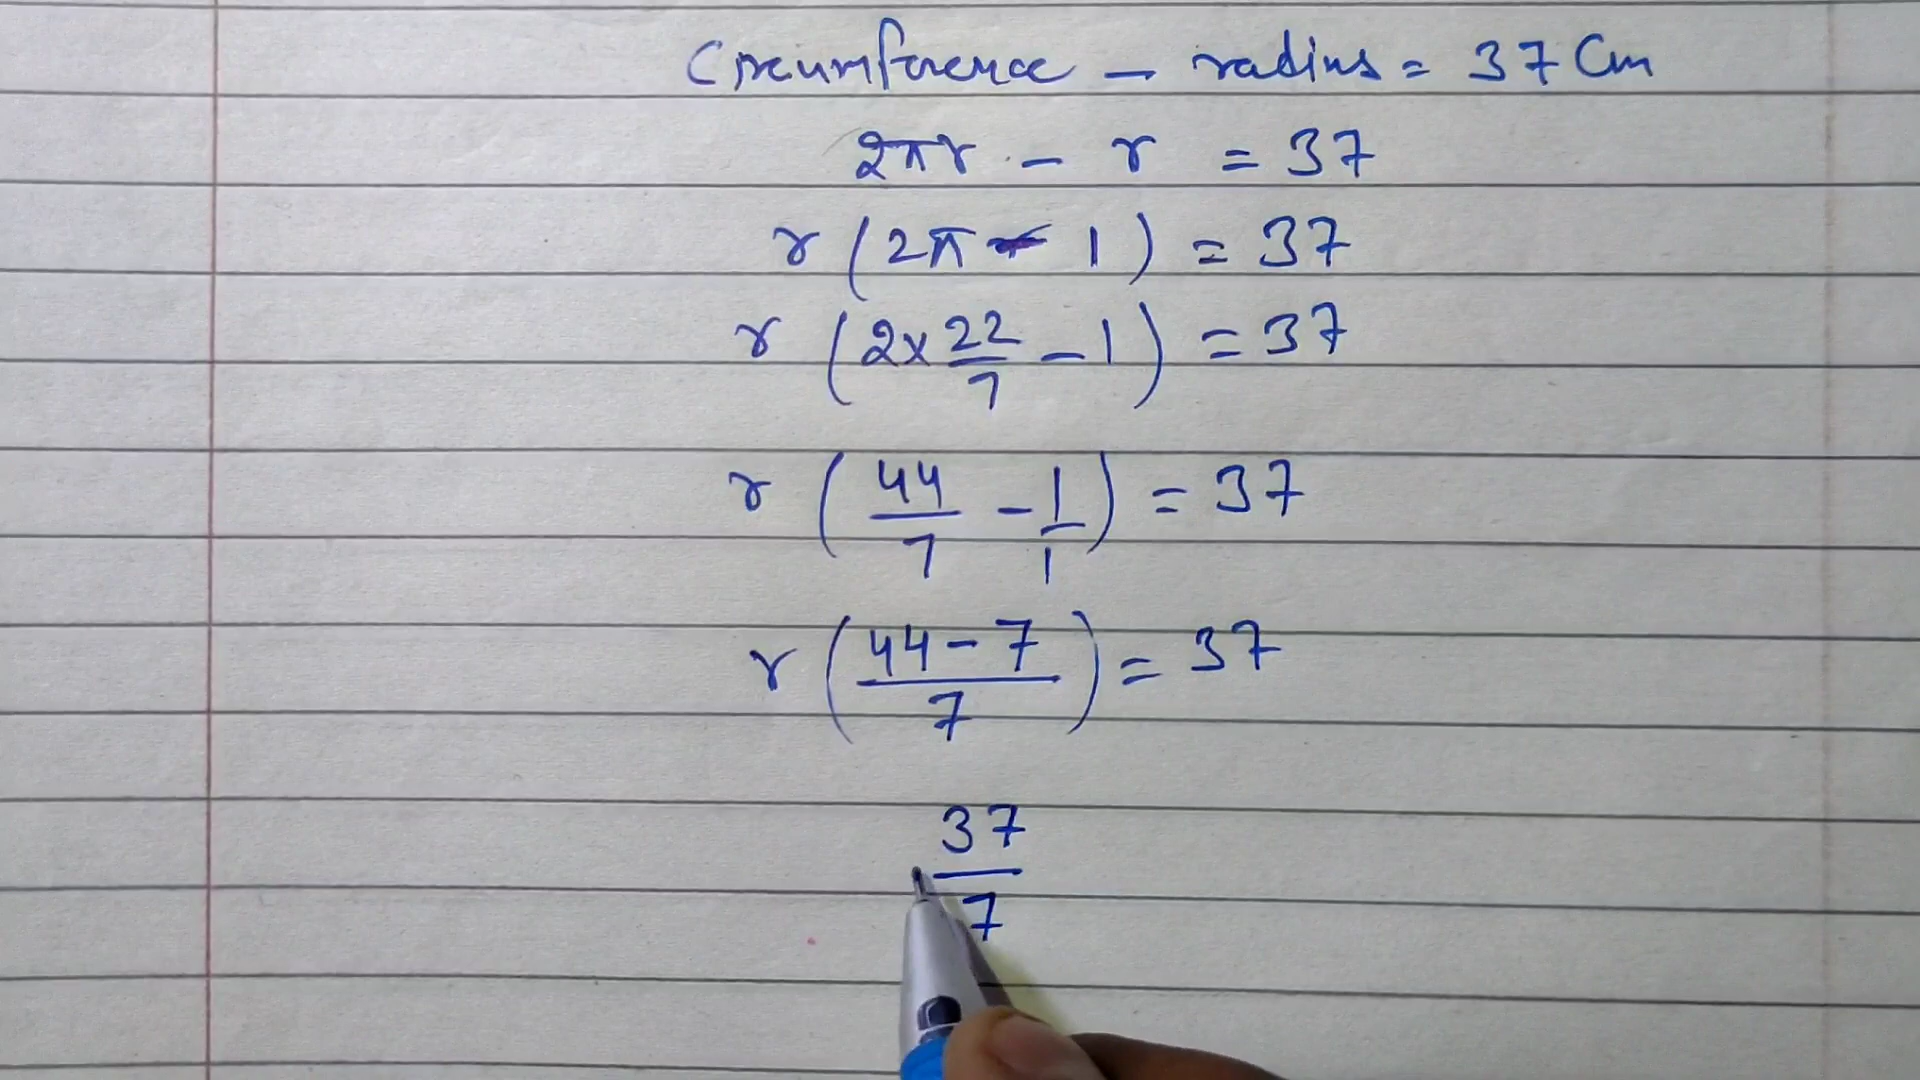 Circumference - radius = 37 Cm
2πr - r = 37
r (2π - 1) = 37
r (2 × 22/7 - 1) = 37
r (44/7 - 1/1) = 37
r (44 - 7/7) = 37
37/7